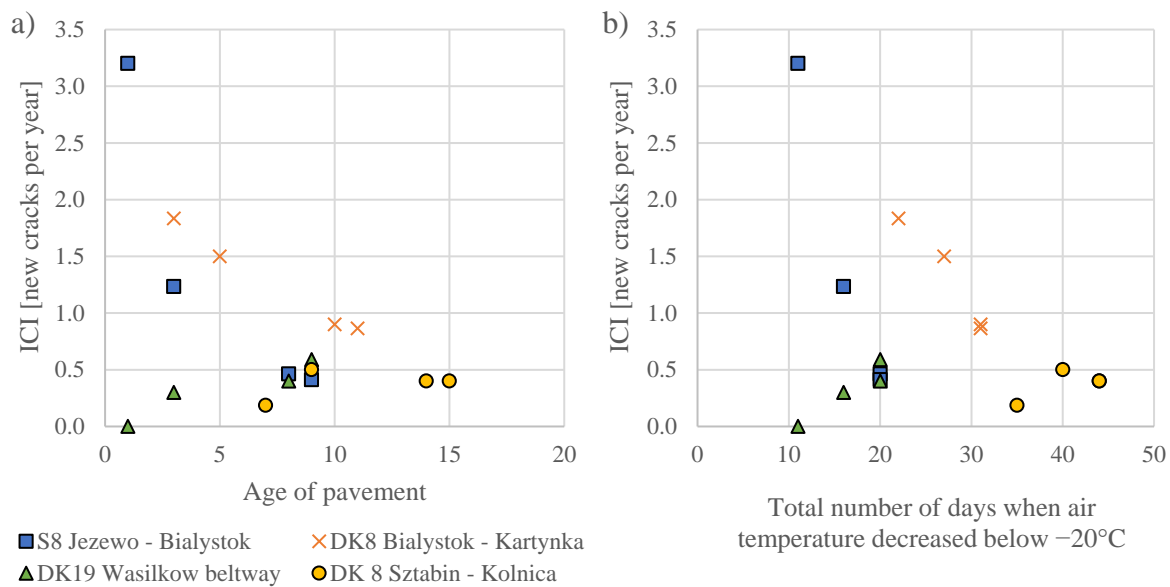 a)
ICI [new cracks per year]
3.5
3.0
2.5
2.0
1.5
1.0
0.5
0.0
0 5 10 15 20
Age of pavement
b)
ICI [new cracks per year]
3.5
3.0
2.5
2.0
1.5
1.0
0.5
0.0
0 10 20 30 40 50
Total number of days when air
temperature decreased below −20°C
S8 Jezewo - Bialystok
DK8 Bialystok - Kartynka
DK19 Wasilkow beltway
DK 8 Sztabin - Kolnica